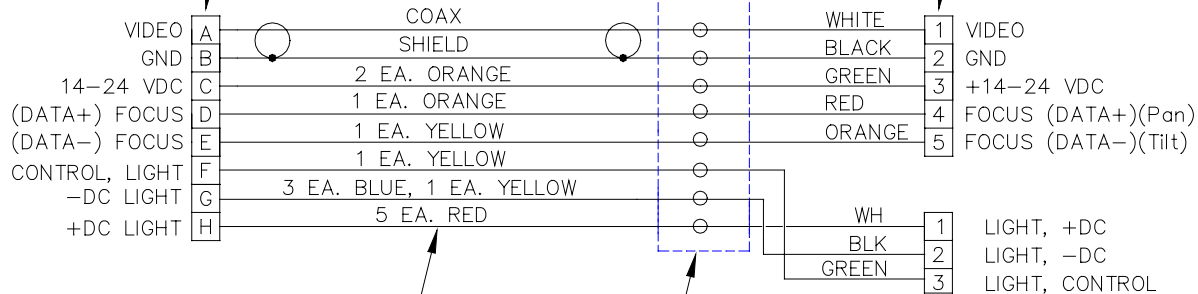 VIDEO A COAX WHITE 1 VIDEO
GND B SHIELD BLACK 2 GND
14-24 VDC C 2 EA. ORANGE GREEN 3 +14-24 VDC
(DATA+) FOCUS D 1 EA. ORANGE RED 4 FOCUS (DATA+)(Pan)
(DATA-) FOCUS E 1 EA. YELLOW ORANGE 5 FOCUS (DATA-)(Tilt)
CONTROL, LIGHT F 1 EA. YELLOW
-DC LIGHT G 3 EA. BLUE, 1 EA. YELLOW
+DC LIGHT H 5 EA. RED WH 1 LIGHT, +DC
BLK 2 LIGHT, -DC
GREEN 3 LIGHT, CONTROL